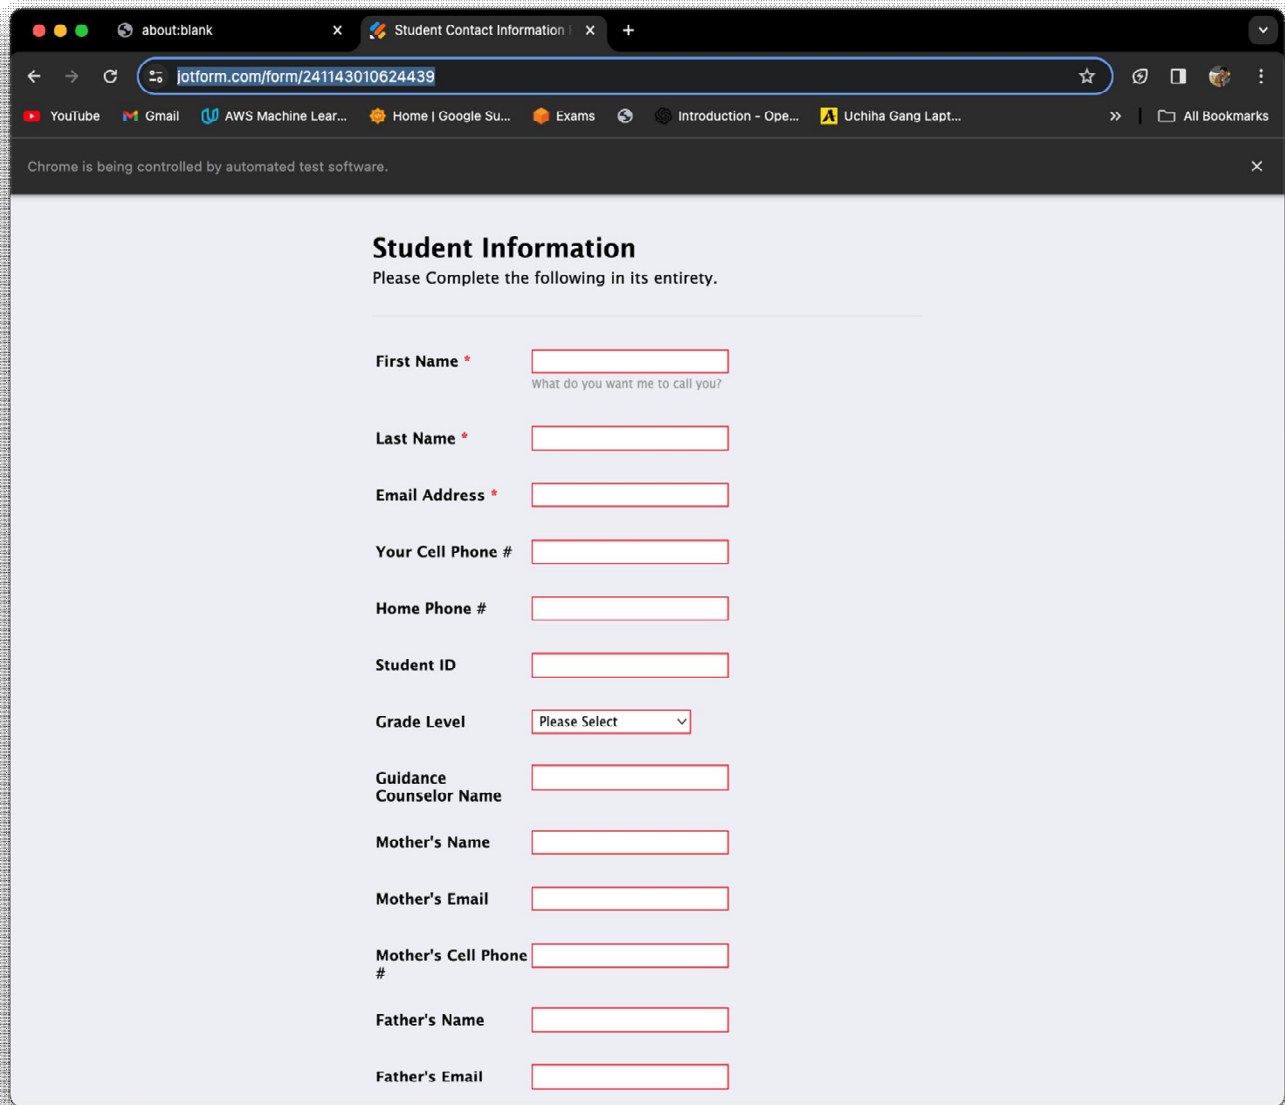 about:blank
Student Contact Information
jotform.com/form/241143010624439
YouTube Gmail AWS Machine Lear... Home | Google Su... Exams Introduction - Ope... Uchiha Gang Lapt... » All Bookmarks
Chrome is being controlled by automated test software.
Student Information
Please Complete the following in its entirety.
First Name *
What do you want me to call you?
Last Name *
Email Address *
Your Cell Phone #
Home Phone #
Student ID
Grade Level Please Select
Guidance
Counselor Name
Mother's Name
Mother's Email
Mother's Cell Phone
#
Father's Name
Father's Email